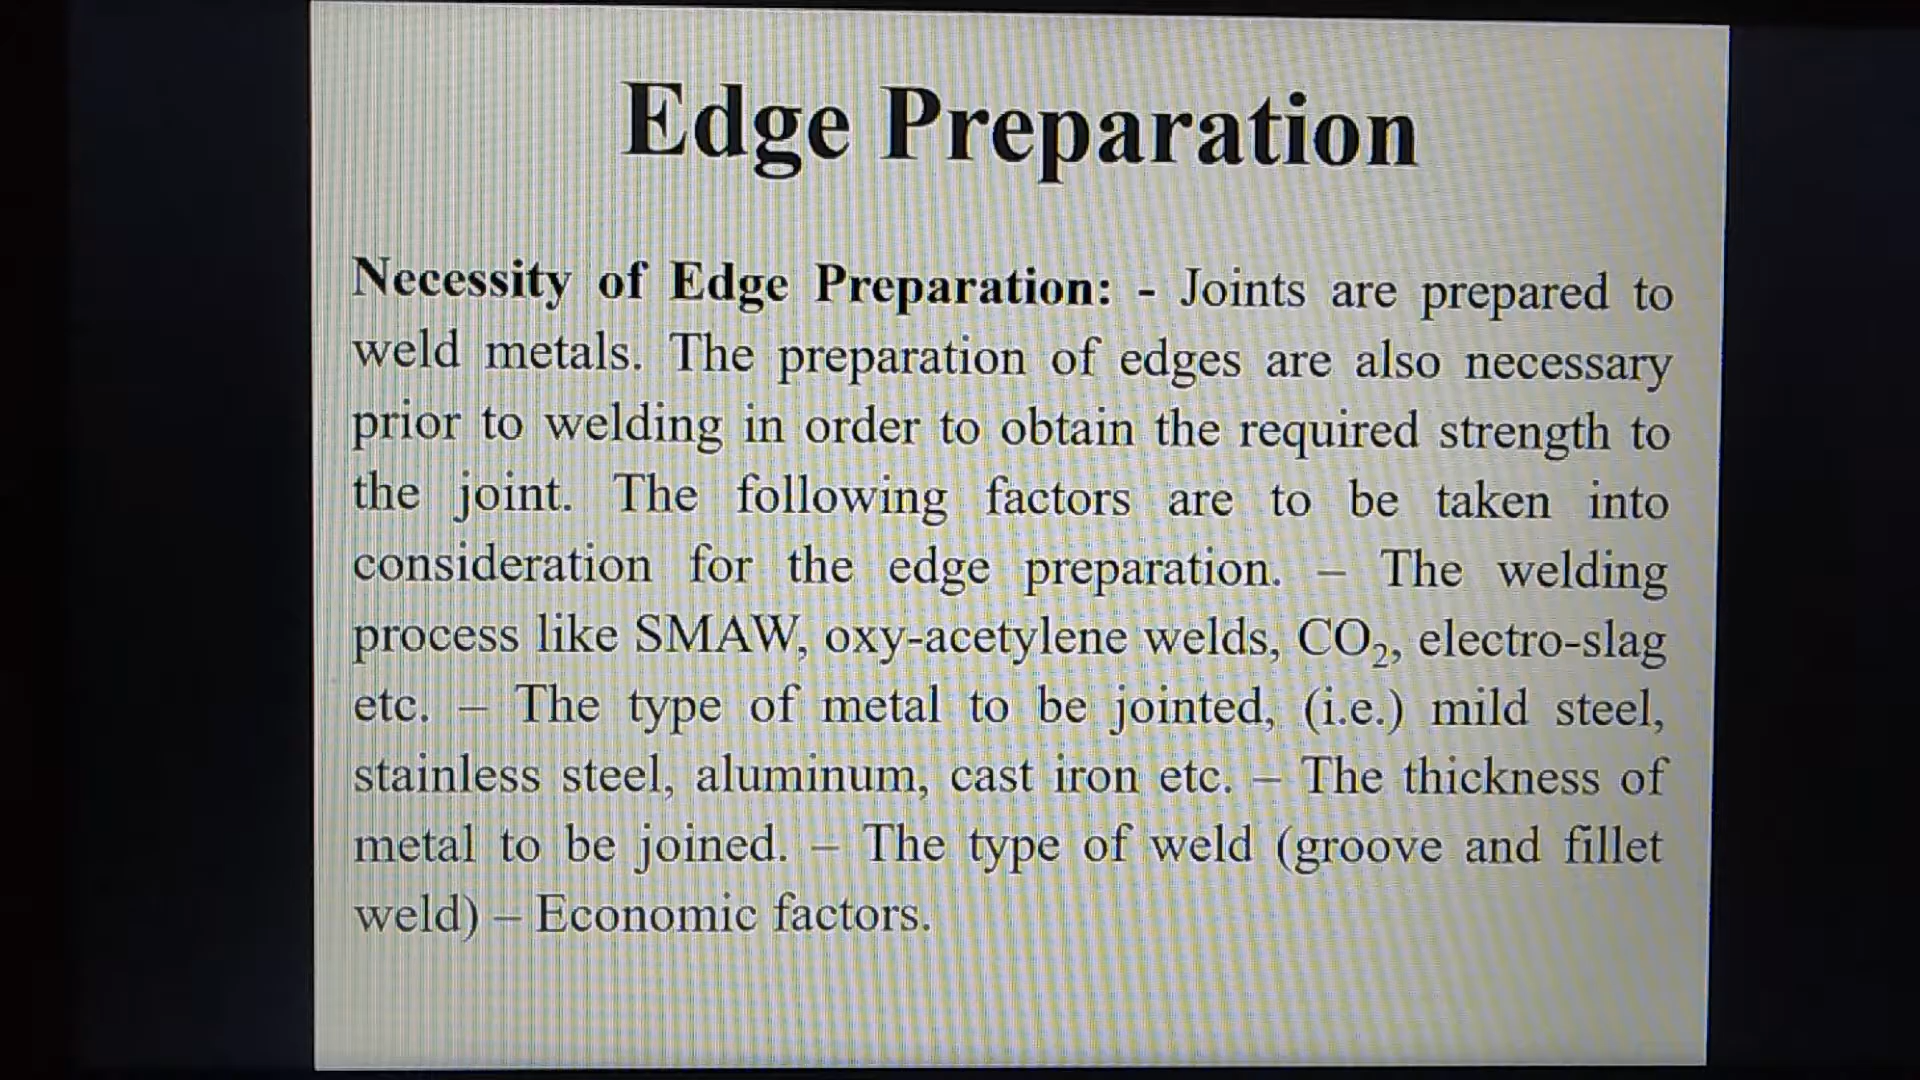 Edge Preparation
Necessity of Edge Preparation: - Joints are prepared to
weld metals. The preparation of edges are also necessary
prior to welding in order to obtain the required strength to
the joint. The following factors are to be taken into
consideration for the edge preparation. – The welding
process like SMAW, oxy-acetylene welds, CO₂, electro-slag
etc. – The type of metal to be jointed, (i.e.) mild steel,
stainless steel, aluminum, cast iron etc. – The thickness of
metal to be joined. – The type of weld (groove and fillet
weld) – Economic factors.